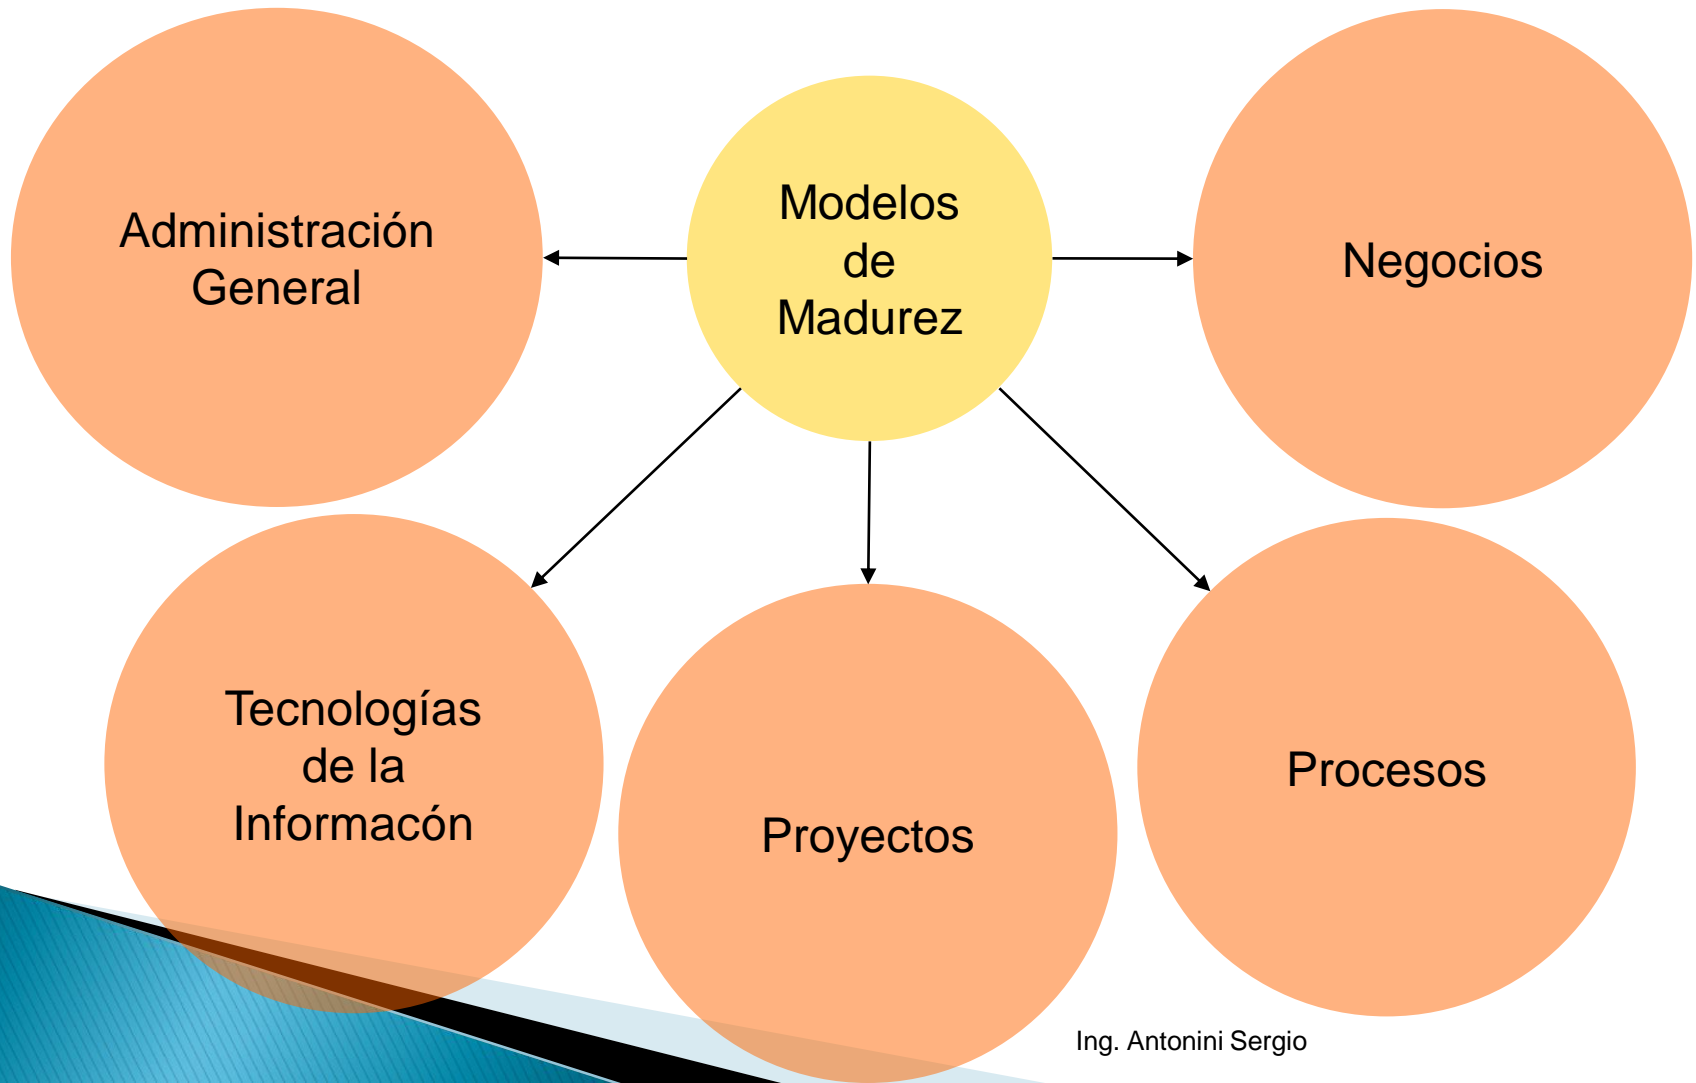 Administración
General
Modelos
de
Madurez
Negocios
Tecnologías
de la
Informacón
Proyectos
Procesos
Ing. Antonini Sergio